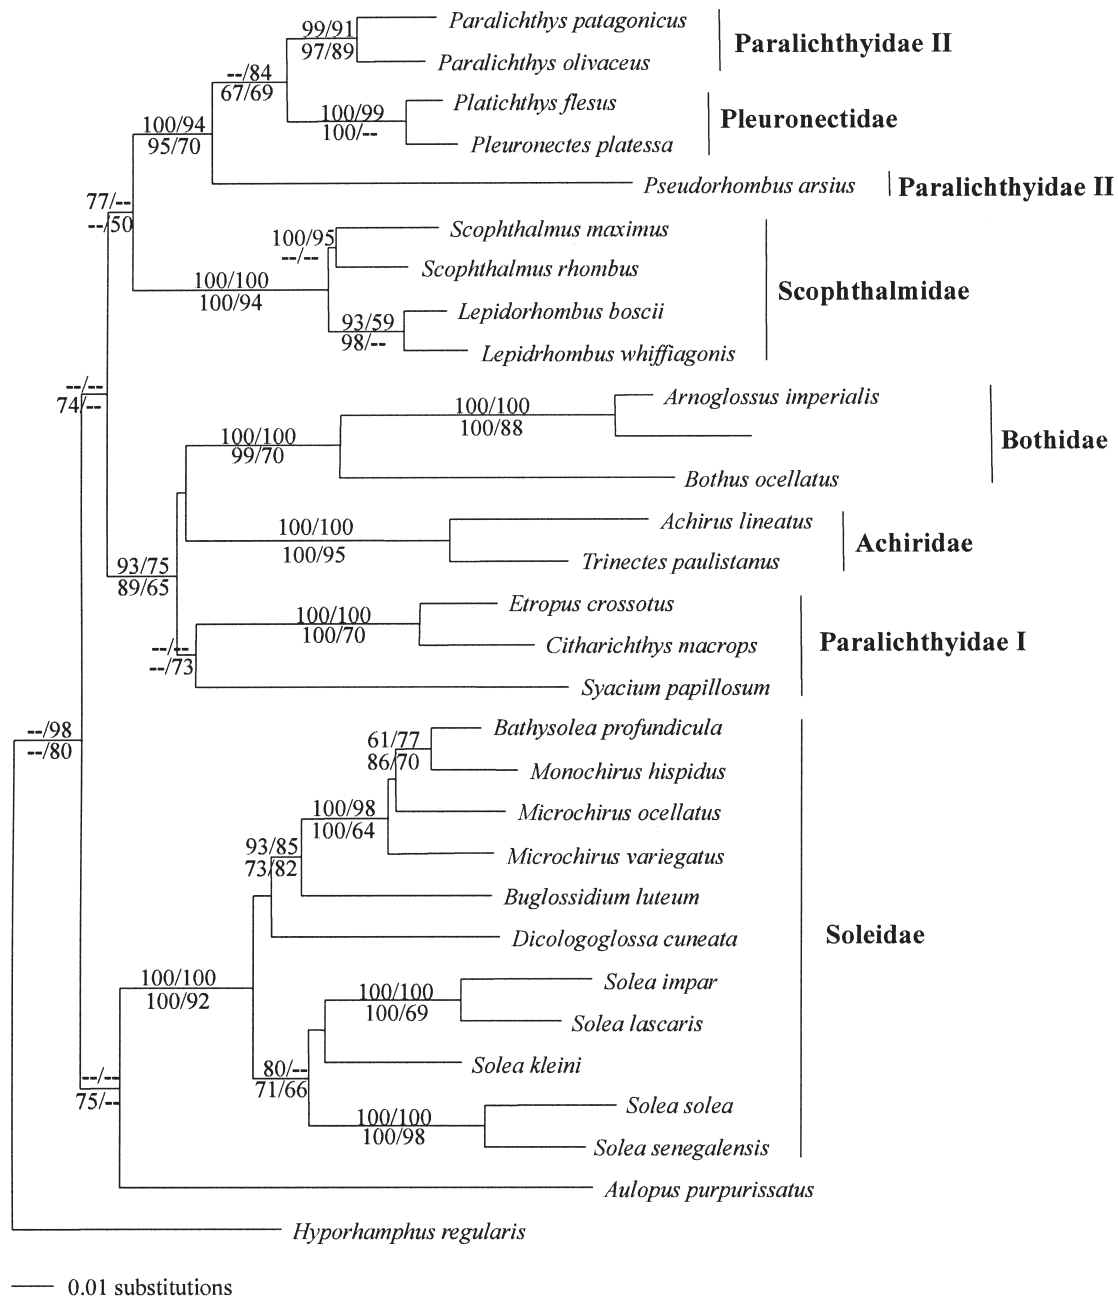 99/91
97/89
Paralichthys patagonicus
Paralichthys olivaceus
Paralichthyidae II
--/84
67/69
100/99
100/--
Platichthys flesus
Pleuronectes platessa
Pleuronectidae
100/94
95/70
Pseudorhombus arsius
Paralichthyidae II
77/--
--/50
100/95
--/--
Scophthalmus maximus
Scophthalmus rhombus
100/100
100/94
Scophthalmidae
93/59
98/--
Lepidorhombus boscii
Lepidrhombus whiffiagonis
--/--
74/--
100/100
100/88
Arnoglossus imperialis
100/100
99/70
Bothidae
Bothus ocellatus
100/100
100/95
Achirus lineatus
Trinectes paulistanus
Achiridae
93/75
89/65
100/100
100/70
Etropus crossotus
Citharichthys macrops
Paralichthyidae I
--/--
--/73
Syacium papillosum
--/98
--/80
61/77
86/70
Bathysolea profundicula
Monochirus hispidus
100/98
100/64
Microchirus ocellatus
Microchirus variegatus
93/85
73/82
Buglossidium luteum
Dicologoglossa cuneata
Soleidae
100/100
100/92
100/100
100/69
Solea impar
Solea lascaris
80/--
71/66
Solea kleini
--/--
75/--
100/100
100/98
Solea solea
Solea senegalensis
Aulopus purpurissatus
Hyporhamphus regularis
0.01 substitutions